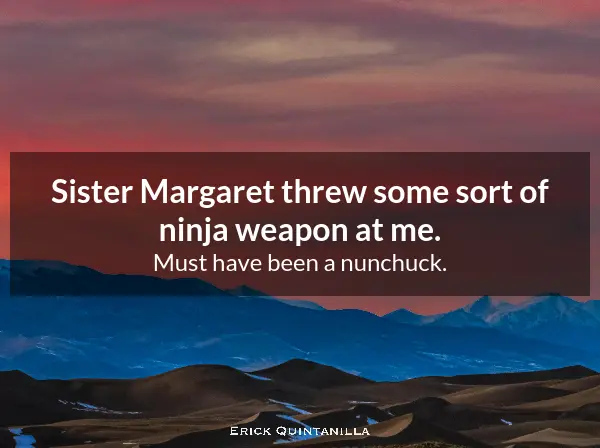 Sister Margaret threw some sort of
ninja weapon at me.
Must have been a nunchuck.
Erick Quintanilla